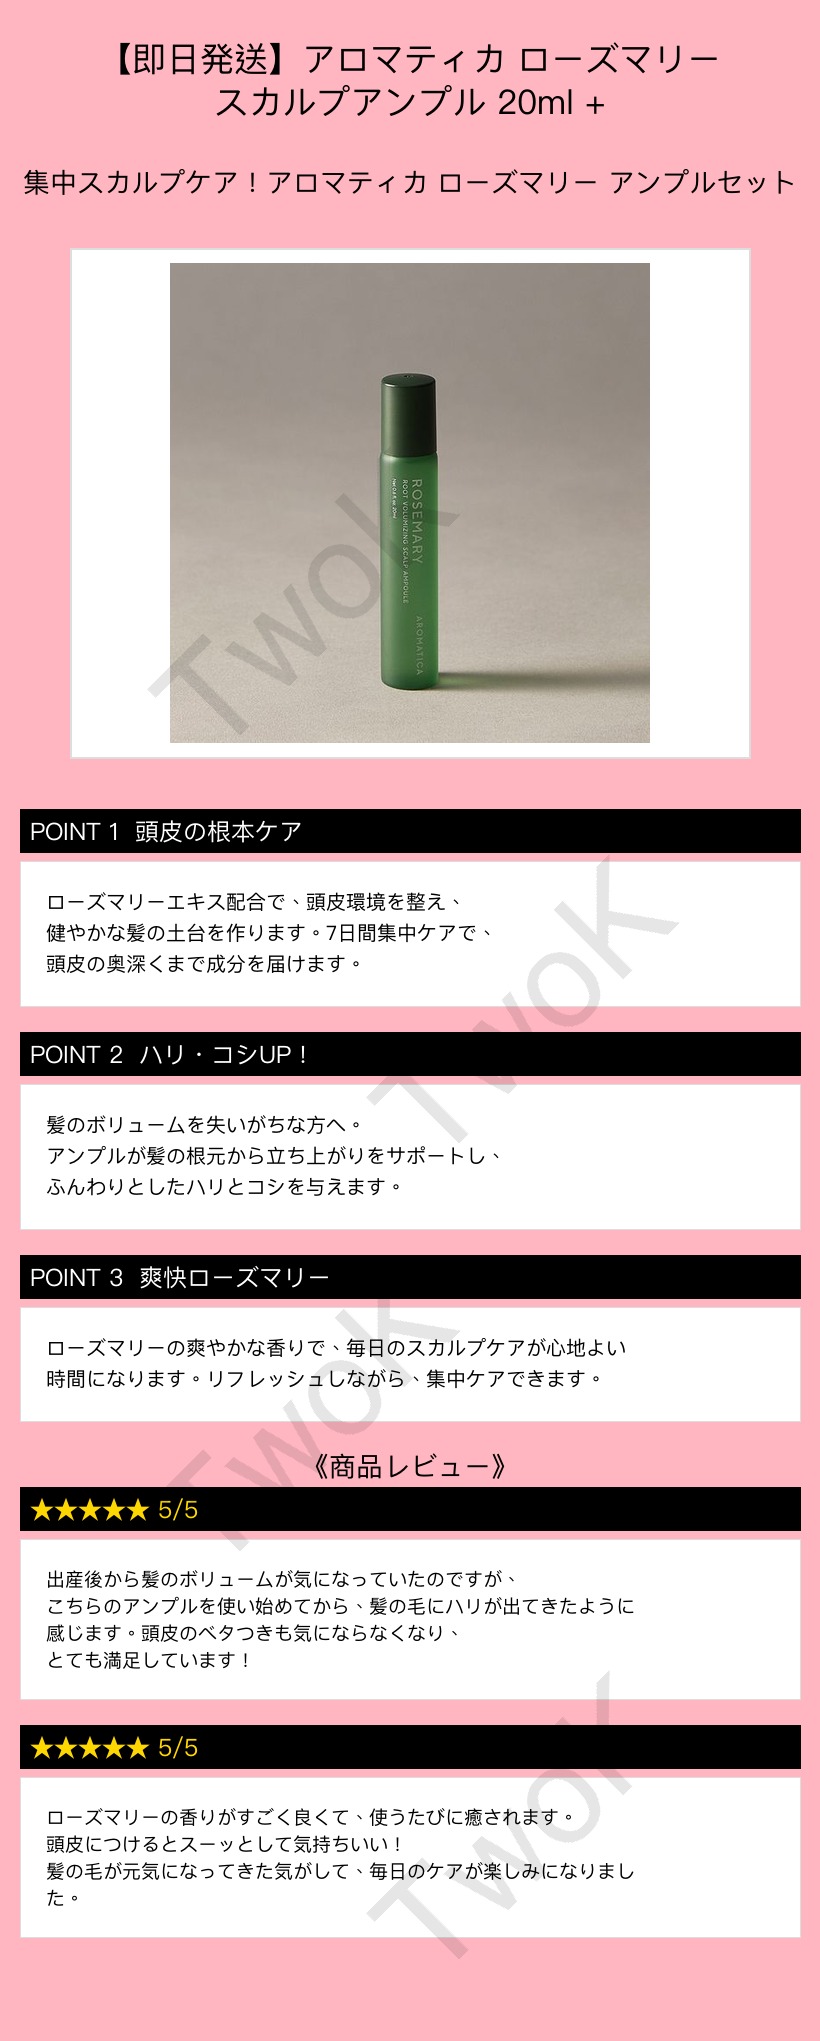 【即日発送】アロマティカ ローズマリー
スカルプアンプル 20ml +
集中スカルプケア！アロマティカ ローズマリー アンプルセット
ROSEMARY
ROOT VOLUMIZING SCALP AMPOULE
AROMATICA
Twok
POINT 1 頭皮の根本ケア
ローズマリーエキス配合で、頭皮環境を整え、
健やかな髪の土台を作ります。7日間集中ケアで、
頭皮の奥深くまで成分を届けます。
Twok
POINT 2 ハリ・コシUP！
髪のボリュームを失いがちな方へ。
アンプルが髪の根元から立ち上がりをサポートし、
ふんわりとしたハリとコシを与えます。
POINT 3 爽快ローズマリー
ローズマリーの爽やかな香りで、毎日のスカルプケアが心地よい
時間になります。リフレッシュしながら、集中ケアできます。
Twok
《商品レビュー》
★★★★★ 5/5
出産後から髪のボリュームが気になっていたのですが、
こちらのアンプルを使い始めてから、髪の毛にハリが出てきたように
感じます。頭皮のベタつきも気にならなくなり、
とても満足しています！
★★★★★ 5/5
ローズマリーの香りがすごく良くて、使うたびに癒されます。
頭皮につけるとスーッとして気持ちいい！
髪の毛が元気になってきた気がして、毎日のケアが楽しみになりまし
た。
Twok